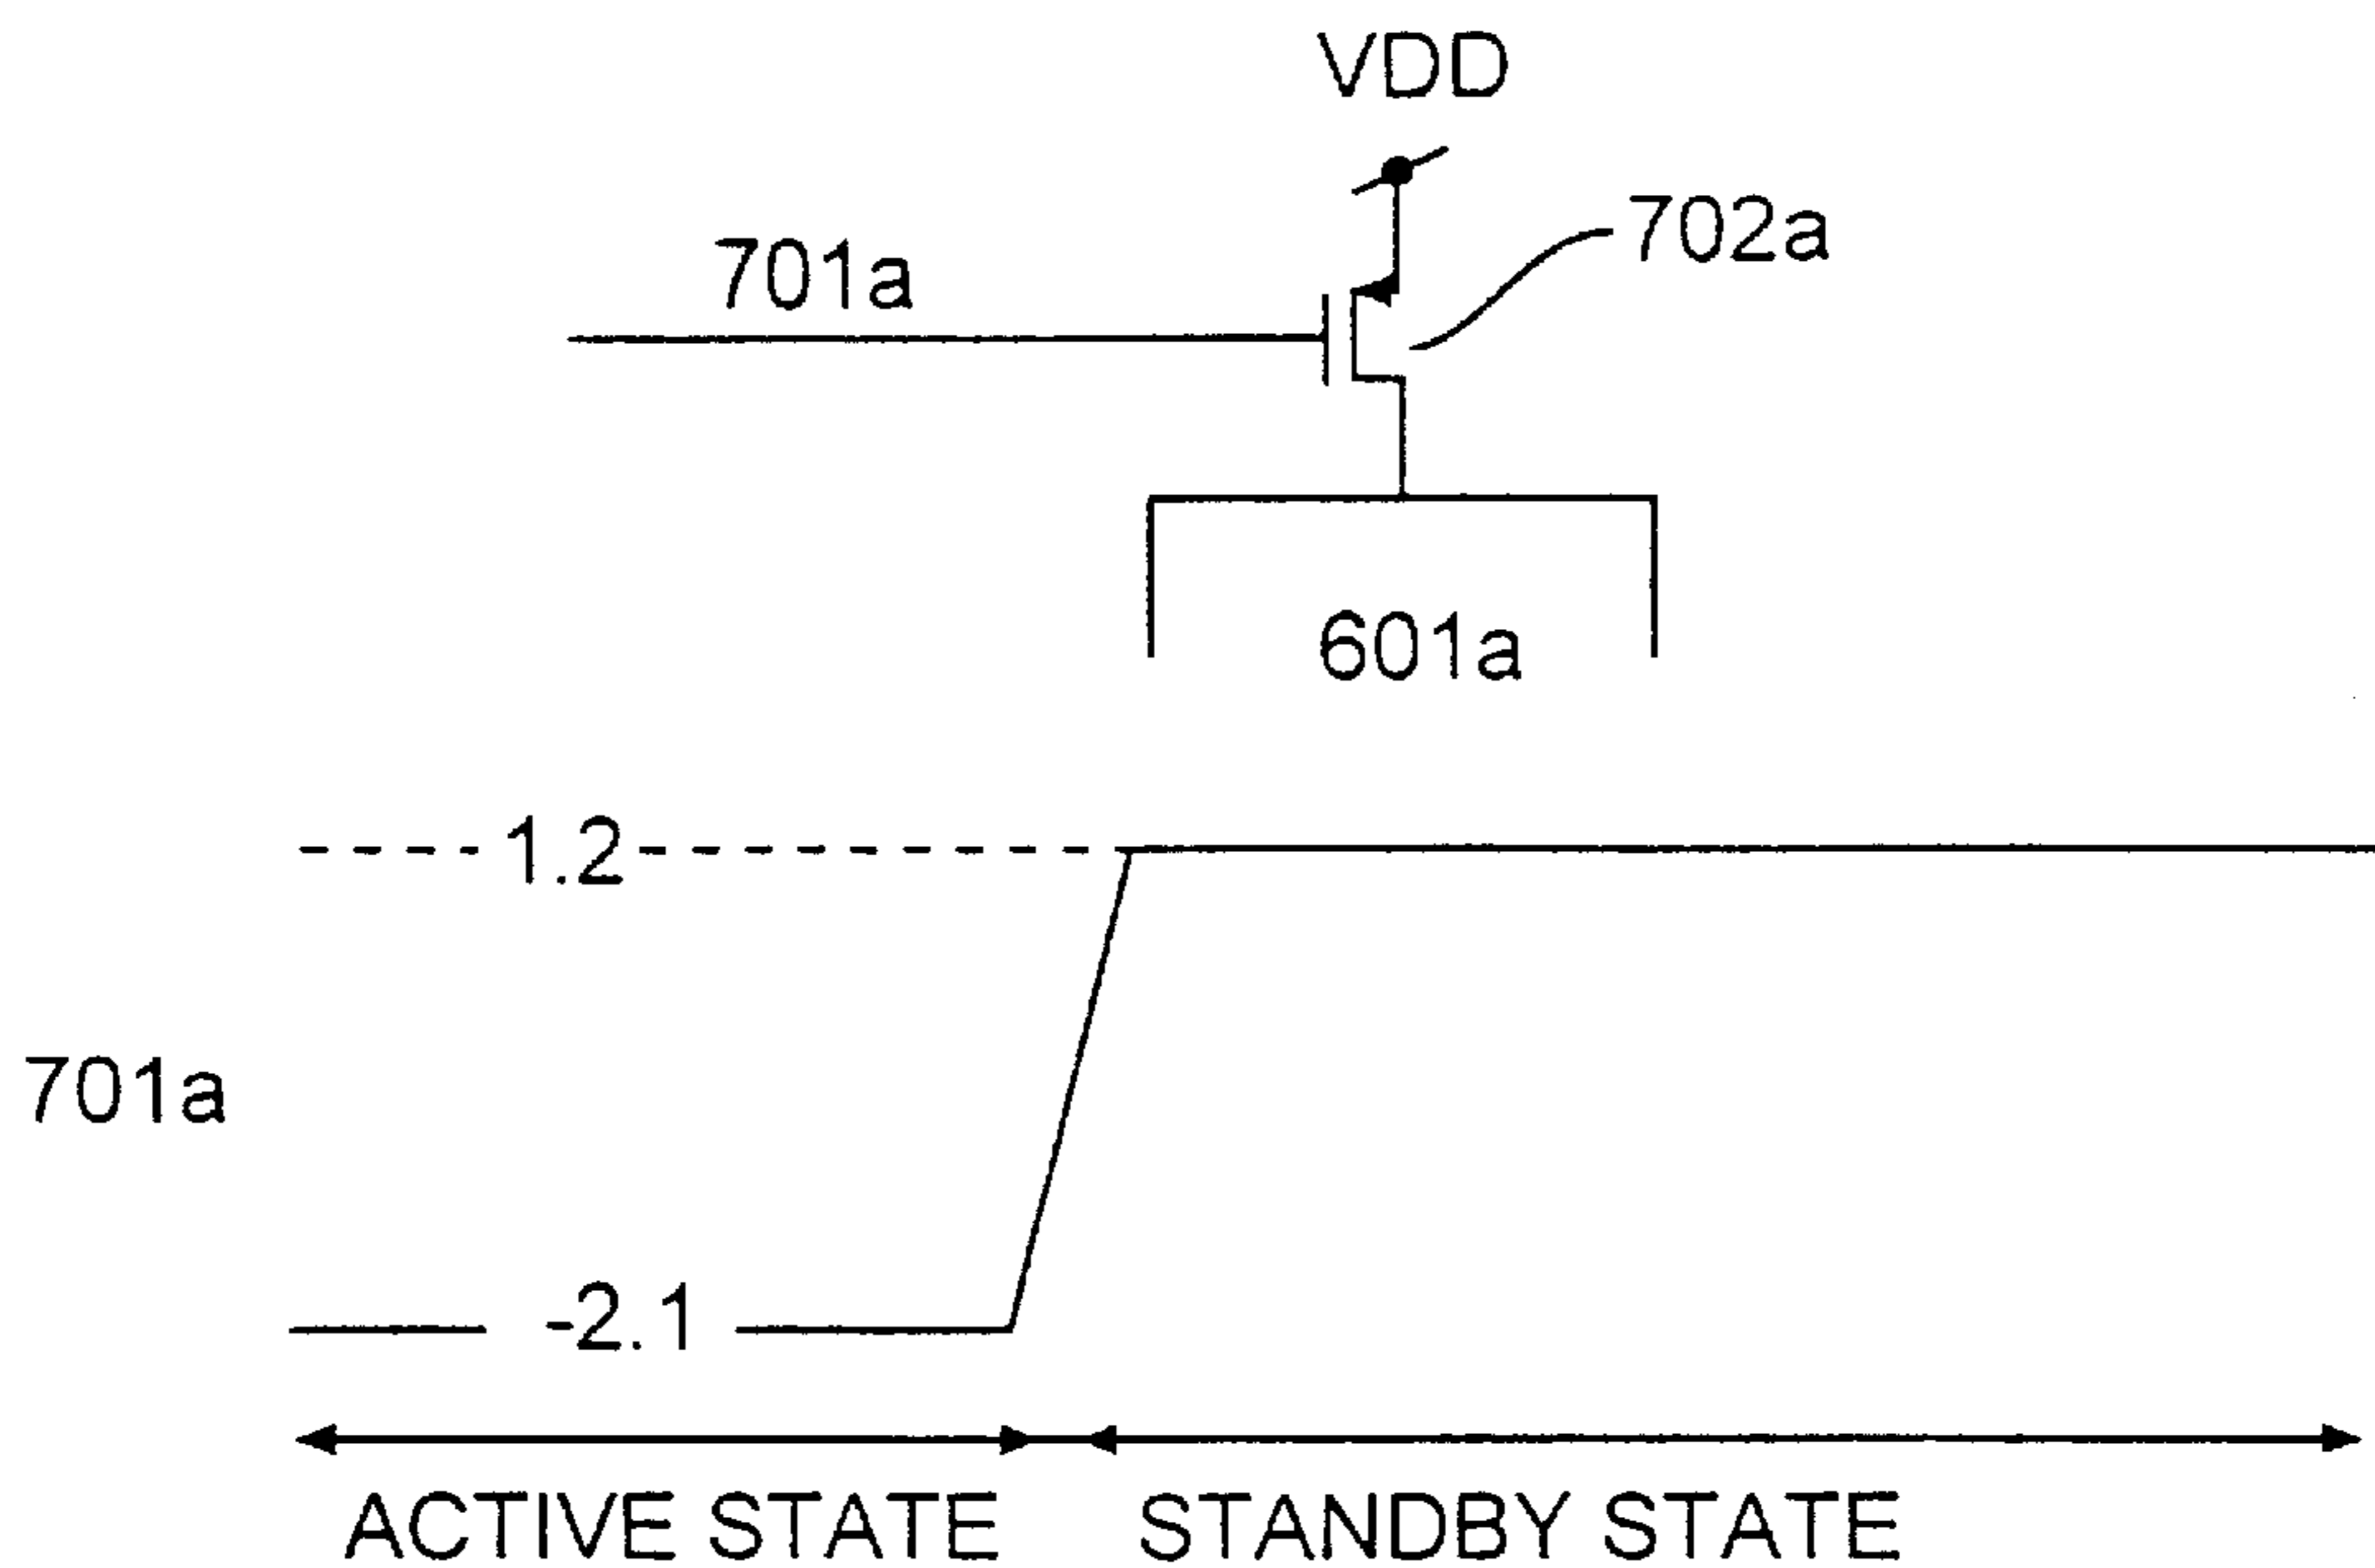 VDD
702a
701a
601a
1.2
701a
-2.1
ACTIVE STATE
STANDBY STATE